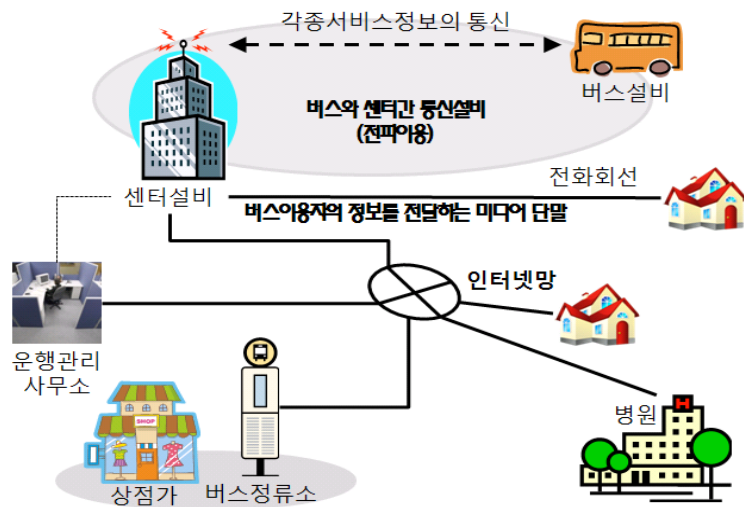 각종서비스정보의 통신
버스설비
버스와 센터간 통신설비
(전파이용)
센터설비
전화회선
버스이용자의 정보를 전달하는 미디어 단말
인터넷망
운행관리
사무소
병원
H
SHOP
상점가
버스정류소